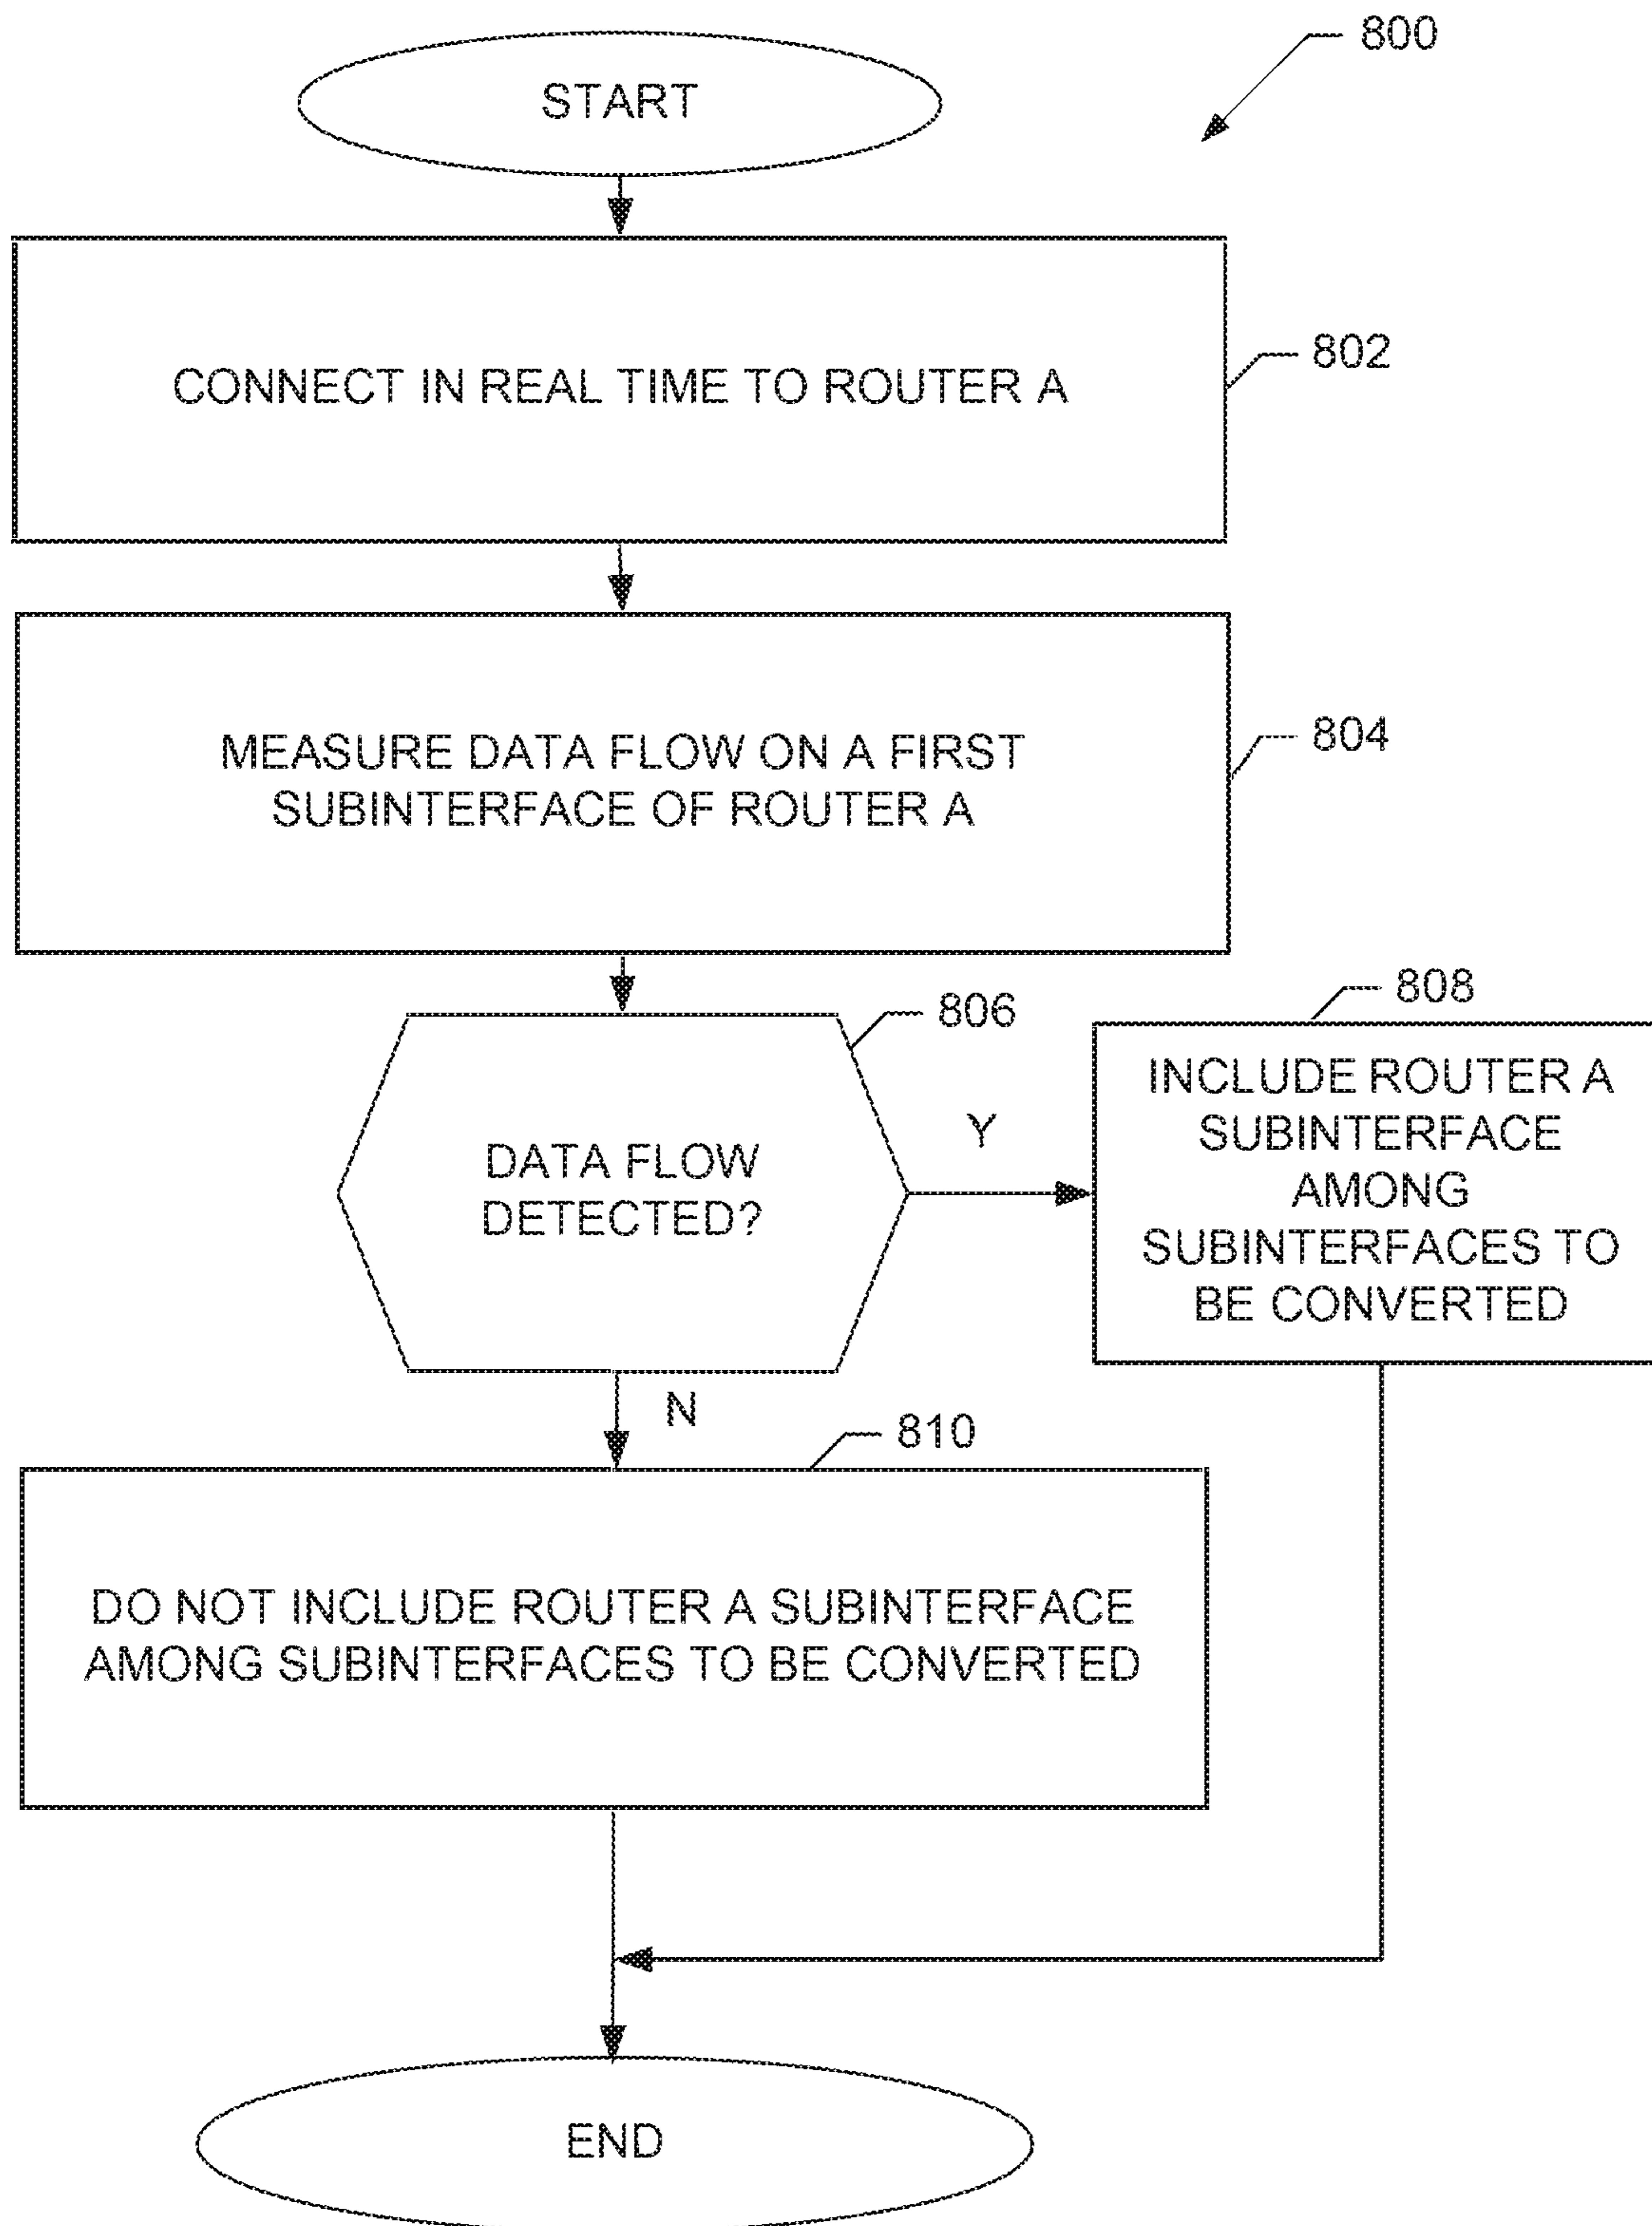 800
START
CONNECT IN REAL TIME TO ROUTER A
802
MEASURE DATA FLOW ON A FIRST
SUBINTERFACE OF ROUTER A
804
806
DATA FLOW
DETECTED?
Y
808
INCLUDE ROUTER A
SUBINTERFACE
AMONG
SUBINTERFACES TO
BE CONVERTED
N
810
DO NOT INCLUDE ROUTER A SUBINTERFACE
AMONG SUBINTERFACES TO BE CONVERTED
END